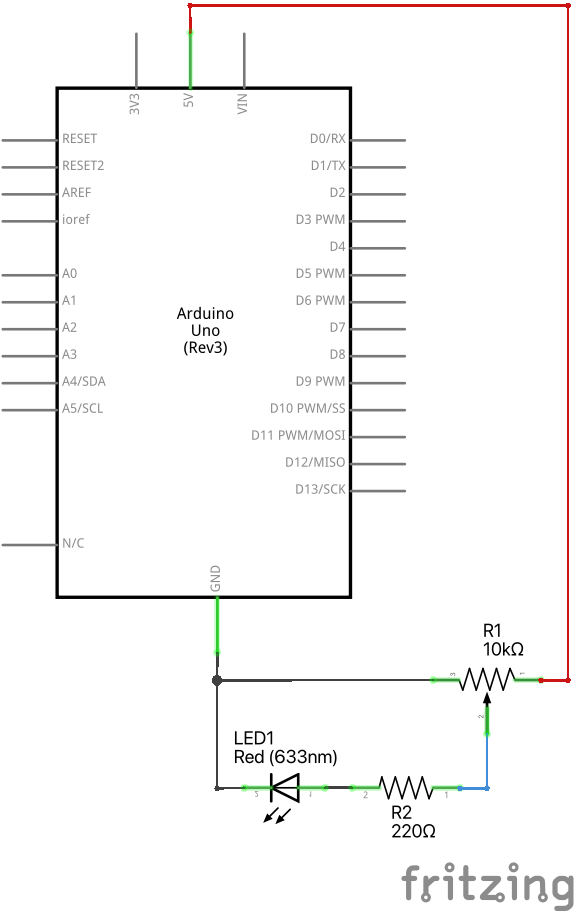 3V3
5V
VIN
RESET
D0/RX
RESET2
D1/TX
AREF
D2
ioref
D3 PWM
D4
A0
D5 PWM
A1
D6 PWM
Arduino
Uno
(Rev3)
A2
D7
A3
D8
A4/SDA
D9 PWM
A5/SCL
D10 PWM/SS
D11 PWM/MOSI
D12/MISO
D13/SCK
N/C
GND
R1
10kΩ
3
1
2
LED1
Red (633nm)
2
1
R2
220Ω
fritzing